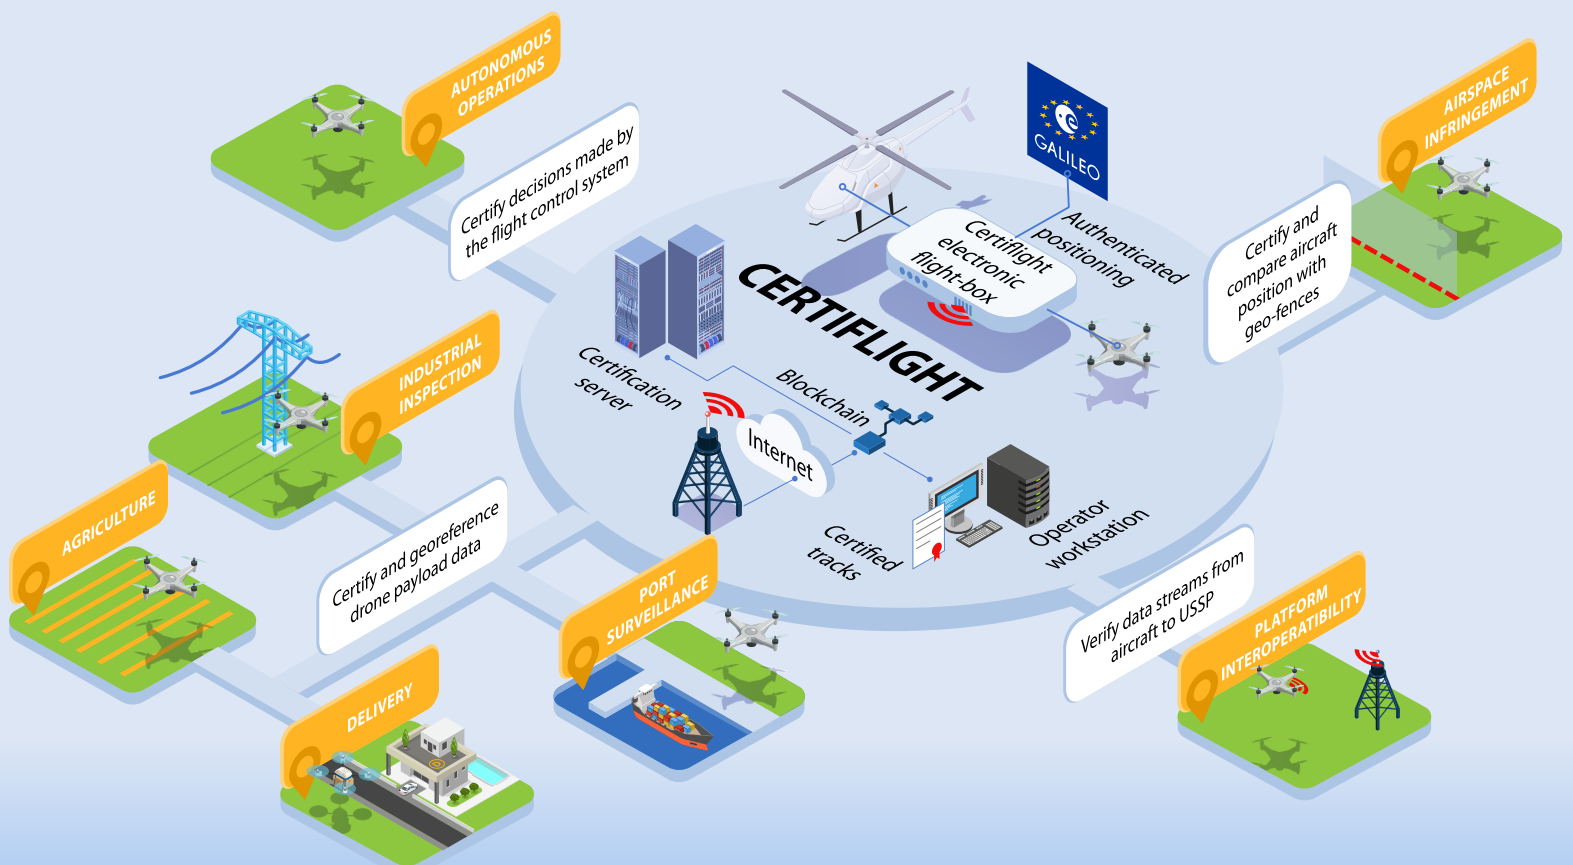 AUTONOMOUS
OPERATIONS
Certify decisions made by
the flight control system
GALILEO
AIRSPACE
INFRINGEMENT
Certify and
compare aircraft
position with
geo-fences
Authenticated
positioning
Certiflight
electronic
flight-box
CERTIFLIGHT
Certification
server
Blockchain
Internet
Certified
tracks
Operator
workstation
INDUSTRIAL
INSPECTION
AGRICULTURE
Certify and georeference
drone payload data
PORT
SURVEILLANCE
DELIVERY
Verify data streams from
aircraft to USSP
PLATFORM
INTEROPERATIBILITY